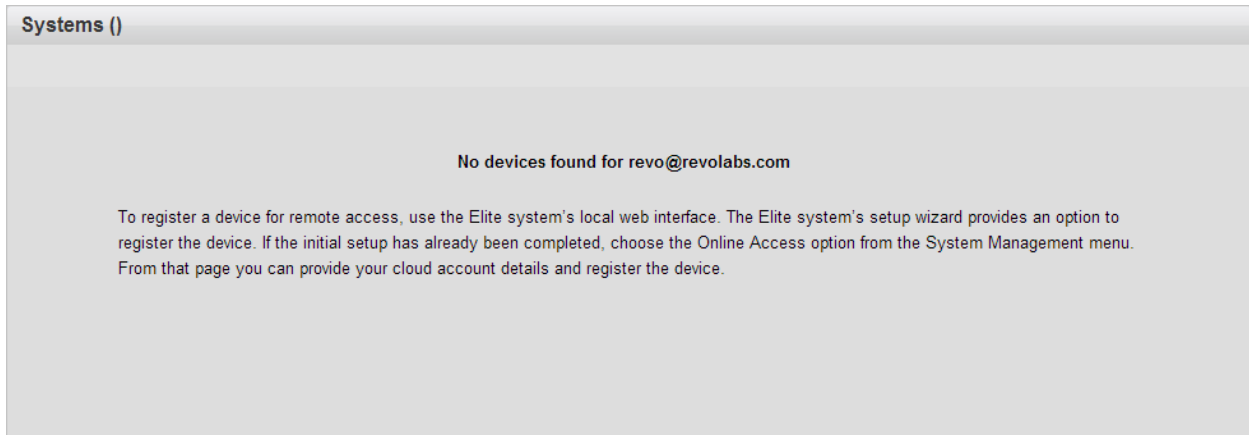 Systems ()
No devices found for revo@revolabs.com
To register a device for remote access, use the Elite system's local web interface. The Elite system's setup wizard provides an option to
register the device. If the initial setup has already been completed, choose the Online Access option from the System Management menu.
From that page you can provide your cloud account details and register the device.